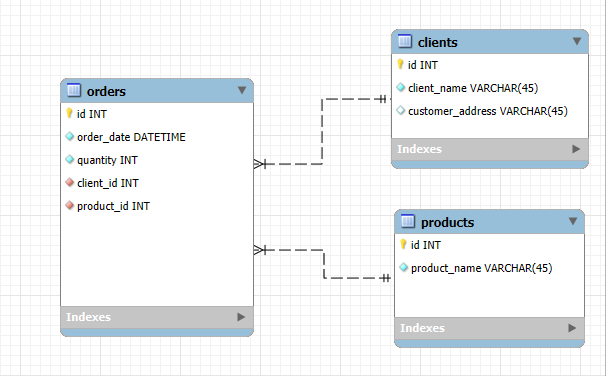 orders
id INT
order_date DATETIME
quantity INT
client_id INT
product_id INT
Indexes
clients
id INT
client_name VARCHAR(45)
customer_address VARCHAR(45)
Indexes
products
id INT
product_name VARCHAR(45)
Indexes